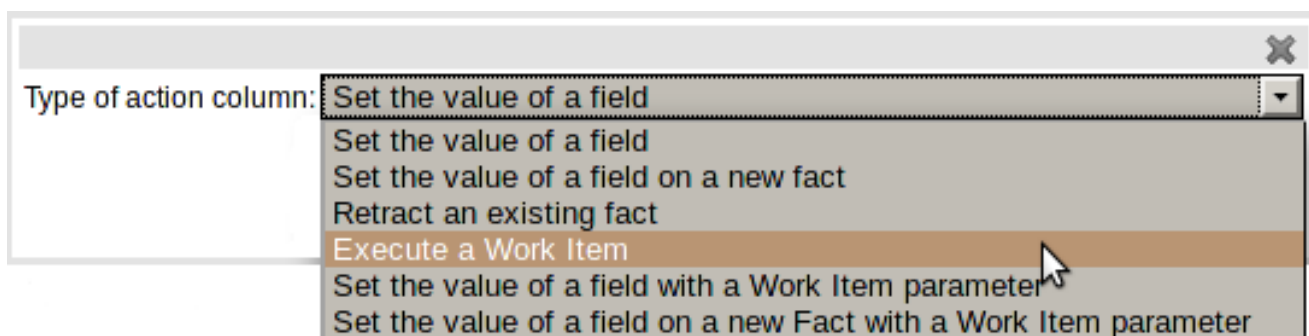 Type of action column: Set the value of a field
Set the value of a field
Set the value of a field on a new fact
Retract an existing fact
Execute a Work Item
Set the value of a field with a Work Item parameter
Set the value of a field on a new Fact with a Work Item parameter